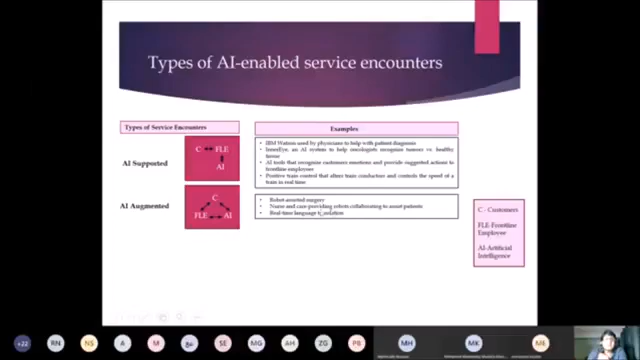 Types of AI-enabled service encounters
Types of Service Encounters
Examples
AI Supported
C FLE
AI
IBM Watson used by physicians to help with patient diagnosis
InnerEye, an AI system to help oncologists recognize tumors vs. healthy
tissue
AI tools that recognize customers emotions and provide suggested actions to
frontline employees
Positive train control that alters train conductors and controls the speed of
a train in real time
AI Augmented
C
FLE AI
Robot-assisted surgery
Nurse and care-providing robots collaborating to assist patients
Real-time language translation
C - Customers
FLE-Frontline
Employee
AI-Artificial
Intelligence
+22
RN
NS
A
M
SE
MG
AH
ZG
PB
MH
MK
ME